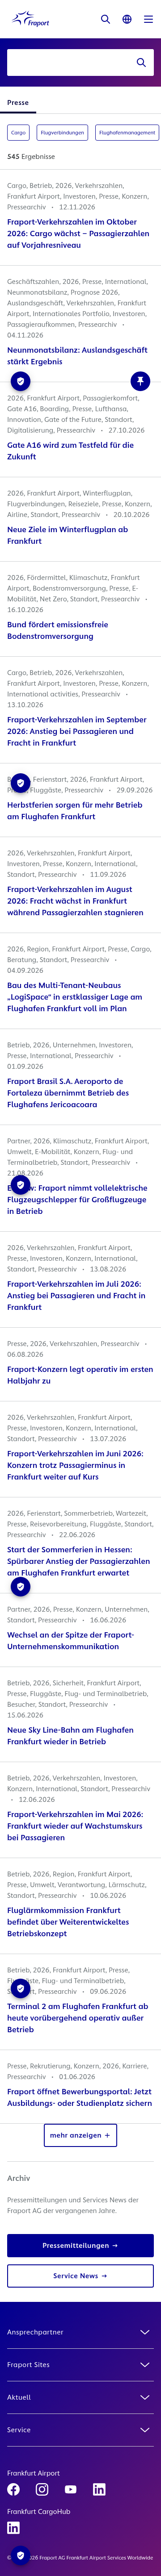 Fraport
Presse
Cargo
Flugverbindungen
Flughafenmanagement
545 Ergebnisse
Cargo, Betrieb, 2026, Verkehrszahlen,
Frankfurt Airport, Investoren, Presse, Konzern,
Pressearchiv • 12.11.2026
Fraport-Verkehrszahlen im Oktober
2026: Cargo wächst – Passagierzahlen
auf Vorjahresniveau
Geschäftszahlen, 2026, Presse, International,
Neunmonatsbilanz, Prognose 2026,
Auslandsgeschäft, Verkehrszahlen, Frankfurt
Airport, Internationales Portfolio, Investoren,
Passagieraufkommen, Pressearchiv •
04.11.2026
Neunmonatsbilanz: Auslandsgeschäft
stärkt Ergebnis
2026, Frankfurt Airport, Passagierkomfort,
Gate A16, Boarding, Presse, Lufthansa,
Innovation, Gate of the Future, Standort,
Digitalisierung, Pressearchiv • 27.10.2026
Gate A16 wird zum Testfeld für die
Zukunft
2026, Frankfurt Airport, Winterflugplan,
Flugverbindungen, Reiseziele, Presse, Konzern,
Airline, Standort, Pressearchiv • 20.10.2026
Neue Ziele im Winterflugplan ab
Frankfurt
2026, Fördermittel, Klimaschutz, Frankfurt
Airport, Bodenstromversorgung, Presse, E-
Mobilität, Net Zero, Standort, Pressearchiv •
16.10.2026
Bund fördert emissionsfreie
Bodenstromversorgung
Cargo, Betrieb, 2026, Verkehrszahlen,
Frankfurt Airport, Investoren, Presse, Konzern,
International activities, Pressearchiv •
13.10.2026
Fraport-Verkehrszahlen im September
2026: Anstieg bei Passagieren und
Fracht in Frankfurt
Ferienstart, 2026, Frankfurt Airport,
Fluggäste, Pressearchiv • 29.09.2026
Herbstferien sorgen für mehr Betrieb
am Flughafen Frankfurt
2026, Verkehrszahlen, Frankfurt Airport,
Investoren, Presse, Konzern, International,
Standort, Pressearchiv • 11.09.2026
Fraport-Verkehrszahlen im August
2026: Fracht wächst in Frankfurt
während Passagierzahlen stagnieren
2026, Region, Frankfurt Airport, Presse, Cargo,
Beratung, Standort, Pressearchiv •
04.09.2026
Bau des Multi-Tenant-Neubaus
„LogiSpace“ in erstklassiger Lage am
Flughafen Frankfurt voll im Plan
Betrieb, 2026, Unternehmen, Investoren,
Presse, International, Pressearchiv •
01.09.2026
Fraport Brasil S.A. Aeroporto de
Fortaleza übernimmt Betrieb des
Flughafens Jericoacoara
Partner, 2026, Klimaschutz, Frankfurt Airport,
Umwelt, E-Mobilität, Konzern, Flug- und
Terminalbetrieb, Standort, Pressearchiv •
21.08.2026
Fraport nimmt vollelektrische
Flugzeugschlepper für Großflugzeuge
in Betrieb
2026, Verkehrszahlen, Frankfurt Airport,
Presse, Investoren, Konzern, International,
Standort, Pressearchiv • 13.08.2026
Fraport-Verkehrszahlen im Juli 2026:
Anstieg bei Passagieren und Fracht in
Frankfurt
Presse, 2026, Verkehrszahlen, Pressearchiv •
06.08.2026
Fraport-Konzern legt operativ im ersten
Halbjahr zu
2026, Verkehrszahlen, Frankfurt Airport,
Presse, Investoren, Konzern, International,
Standort, Pressearchiv • 13.07.2026
Fraport-Verkehrszahlen im Juni 2026:
Konzern trotz Passagierminus in
Frankfurt weiter auf Kurs
2026, Ferienstart, Sommerbetrieb, Wartezeit,
Presse, Reisevorbereitung, Fluggäste, Standort,
Pressearchiv • 22.06.2026
Start der Sommerferien in Hessen:
Spürbarer Anstieg der Passagierzahlen
am Flughafen Frankfurt erwartet
Partner, 2026, Presse, Konzern, Unternehmen,
Standort, Pressearchiv • 16.06.2026
Wechsel an der Spitze der Fraport-
Unternehmenskommunikation
Betrieb, 2026, Sicherheit, Frankfurt Airport,
Presse, Fluggäste, Flug- und Terminalbetrieb,
Besucher, Standort, Pressearchiv •
15.06.2026
Neue Sky Line-Bahn am Flughafen
Frankfurt wieder in Betrieb
Betrieb, 2026, Verkehrszahlen, Investoren,
Konzern, International, Standort, Pressearchiv
• 12.06.2026
Fraport-Verkehrszahlen im Mai 2026:
Frankfurt wieder auf Wachstumskurs
bei Passagieren
Betrieb, 2026, Region, Frankfurt Airport,
Presse, Umwelt, Verantwortung, Lärmschutz,
Standort, Pressearchiv • 10.06.2026
Fluglärmkommission Frankfurt
befindet über Weiterentwickeltes
Betriebskonzept
Betrieb, 2026, Frankfurt Airport, Presse,
Flug- und Terminalbetrieb,
Pressearchiv • 09.06.2026
Terminal 2 am Flughafen Frankfurt ab
heute vorübergehend operativ außer
Betrieb
Presse, Rekrutierung, Konzern, 2026, Karriere,
Pressearchiv • 01.06.2026
Fraport öffnet Bewerbungsportal: Jetzt
Ausbildungs- oder Studienplatz sichern
mehr anzeigen +
Archiv
Pressemitteilungen und Services News der
Fraport AG der vergangenen Jahre.
Pressemitteilungen →
Service News →
Ansprechpartner
Fraport Sites
Aktuell
Service
Frankfurt Airport
Frankfurt CargoHub
2026 Fraport AG Frankfurt Airport Services Worldwide